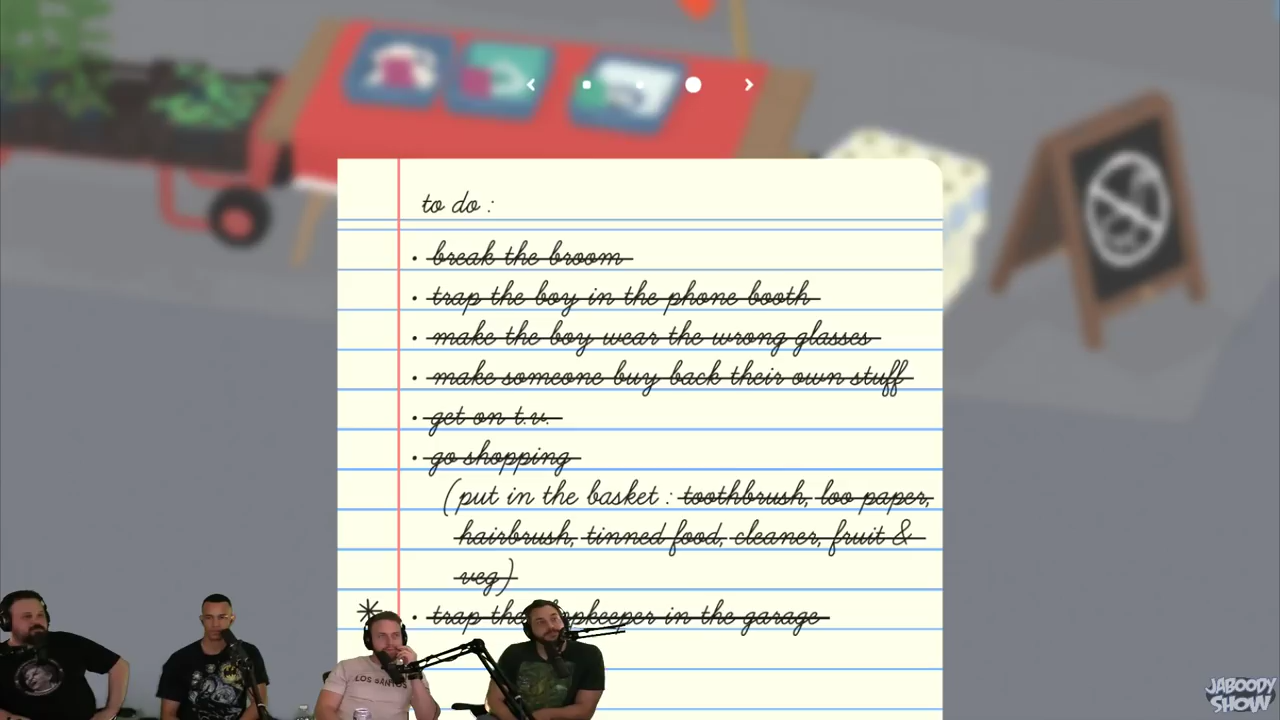 to do :
• break the broom
• trap the boy in the phone booth
• make the boy wear the wrong glasses
• make someone buy back their own stuff
• get on t.v.
• go shopping
(put in the basket : toothbrush, loo paper,
hairbrush, tinned food, cleaner, fruit &
veg)
* • trap the shopkeeper in the garage
LOS SANTOS
JABOODY
SHOW